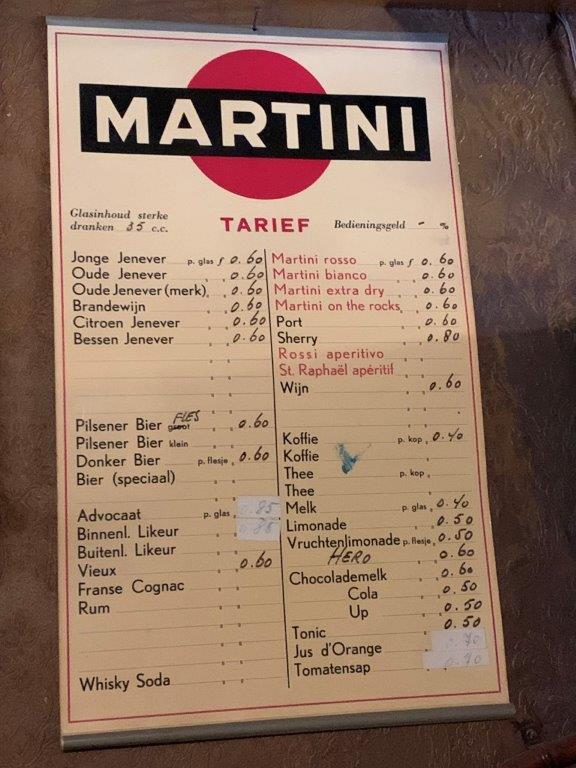 MARTINI
Glasinhoud sterke
dranken 35 c.c.
TARIEF
Bedieningsgeld - %
Jonge Jenever p. glas f 0.60
Oude Jenever 0.60
Oude Jenever (merk) 0.60
Brandewijn 0.60
Citroen Jenever 0.60
Bessen Jenever 0.60
Pilsener Bier groot FLES 0.60
Pilsener Bier klein
Donker Bier p. flesje 0.60
Bier (speciaal)
Advocaat p. glas 0.85
Binnenl. Likeur 0.85
Buitenl. Likeur
Vieux 0.60
Franse Cognac
Rum
Whisky Soda
Martini rosso p. glas f 0.60
Martini bianco 0.60
Martini extra dry 0.60
Martini on the rocks 0.60
Port 0.60
Sherry 0.80
Rossi aperitivo
St. Raphaël apéritif
Wijn 0.60
Koffie p. kop 0.40
Koffie
Thee p. kop
Thee
Melk p. glas 0.40
Limonade 0.50
Vruchtenlimonade p. flesje 0.50
HERO 0.60
Chocolademelk 0.60
Cola 0.50
Up 0.50
Tonic 0.50
Jus d'Orange 0.70
Tomatensap 0.70